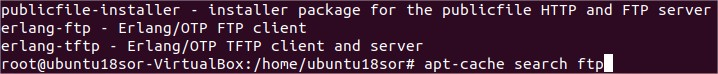 publicfile-installer - installer package for the publicfile HTTP and FTP server
erlang-ftp - Erlang/OTP FTP client
erlang-tftp - Erlang/OTP TFTP client and server
root@ubuntu18sor-VirtualBox:/home/ubuntu18sor# apt-cache search ftp